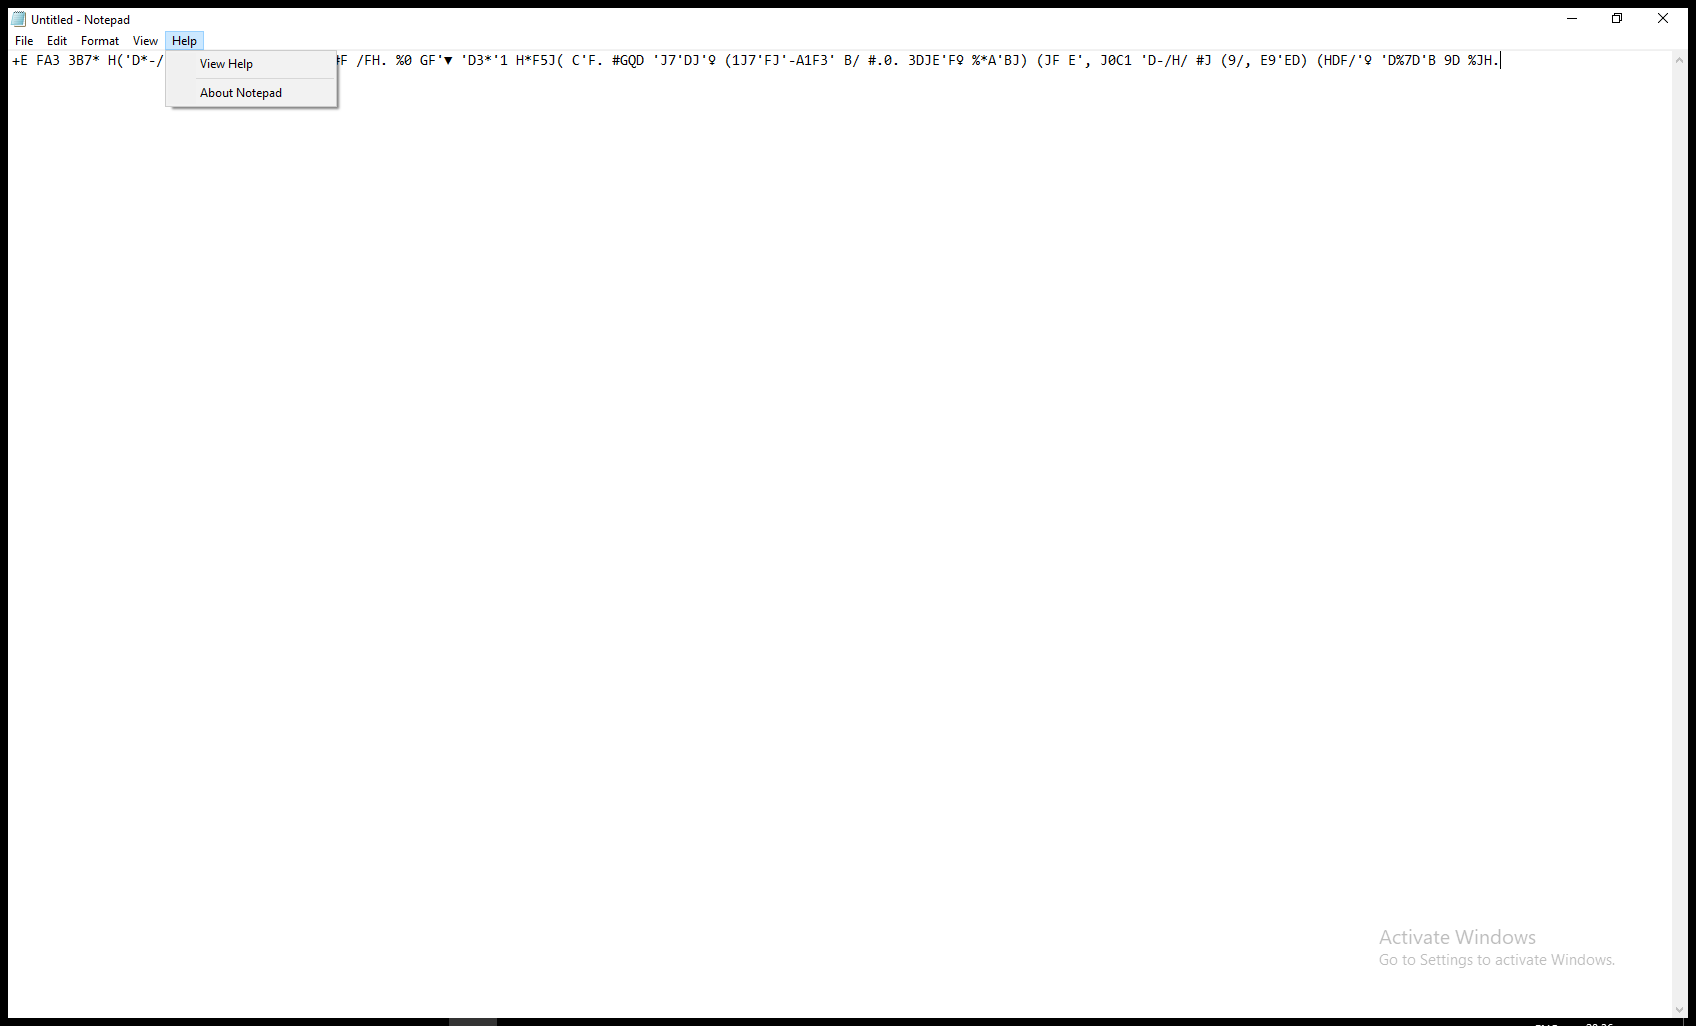 Untitled - Notepad
File Edit Format View Help
+E FA3 3B7* H('D*-/ /FH. %0 GF'▼ 'D3*'1 H*F5J( C'F. #GQD 'J7'DJ'♀ (1J7'FJ'-A1F3' B/ #.0. 3DJE'F♀ %*A'BJ) (JF E', J0C1 'D-/H/ #J (9/, E9'ED) (HDF/'♀ 'D%7D'B 9D %JH.
View Help
About Notepad
Activate Windows
Go to Settings to activate Windows.